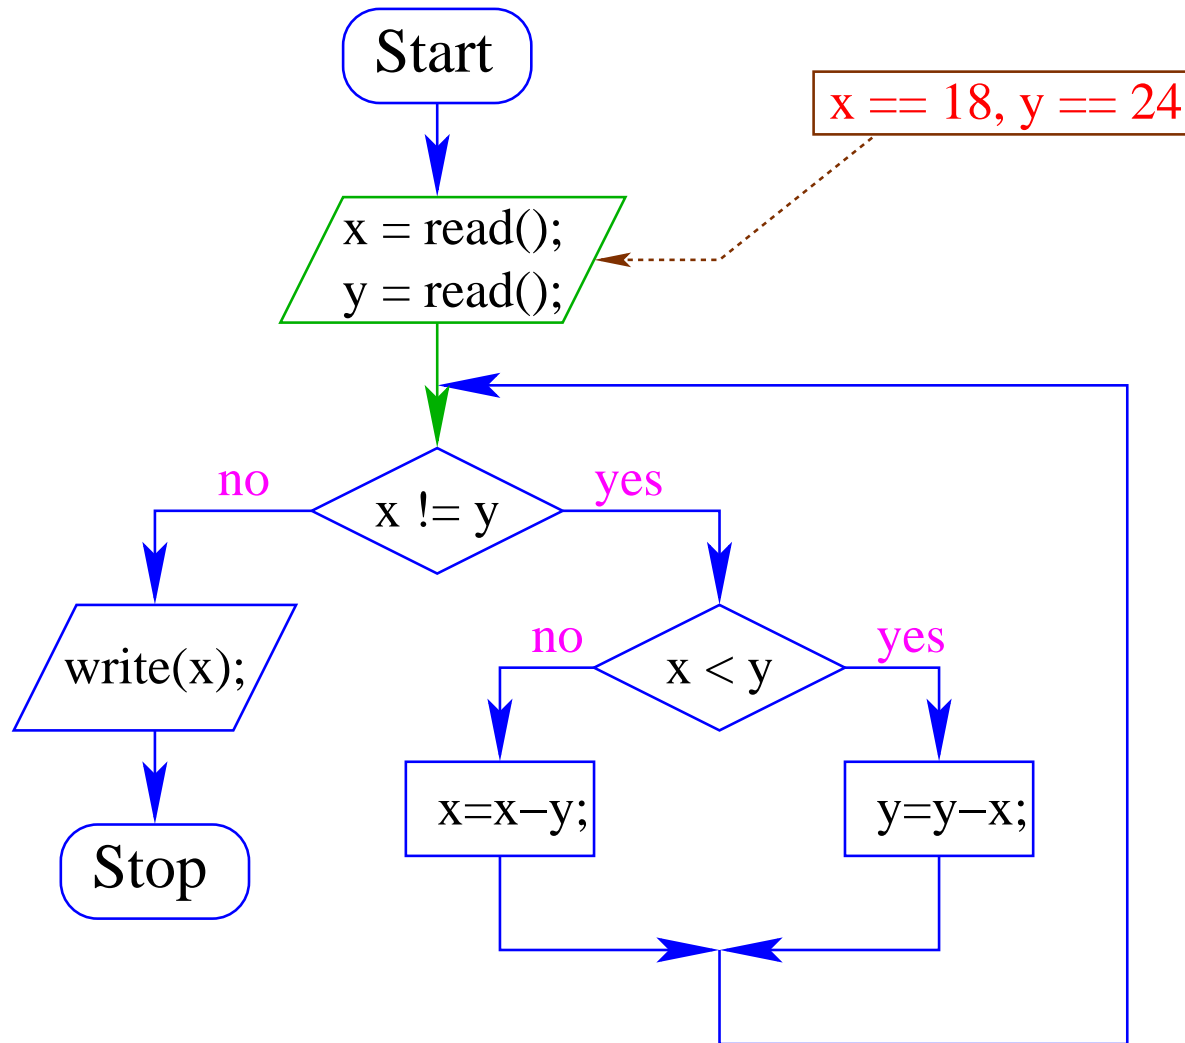 Start
x == 18, y == 24
x = read();
y = read();
no
yes
x != y
no
yes
write(x);
x < y
x=x−y;
y=y−x;
Stop